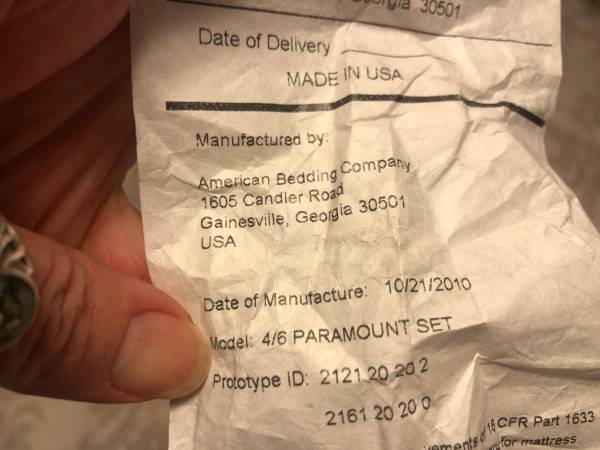 Georgia 30501
Date of Delivery
MADE IN USA
Manufactured by:
American Bedding Company
1605 Candler Road
Gainesville, Georgia 30501
USA
Date of Manufacture: 10/21/2010
Model: 4/6 PARAMOUNT SET
Prototype ID: 2121 20 20 2
2161 20 20 0
of 16 CFR Part 1633
for mattress